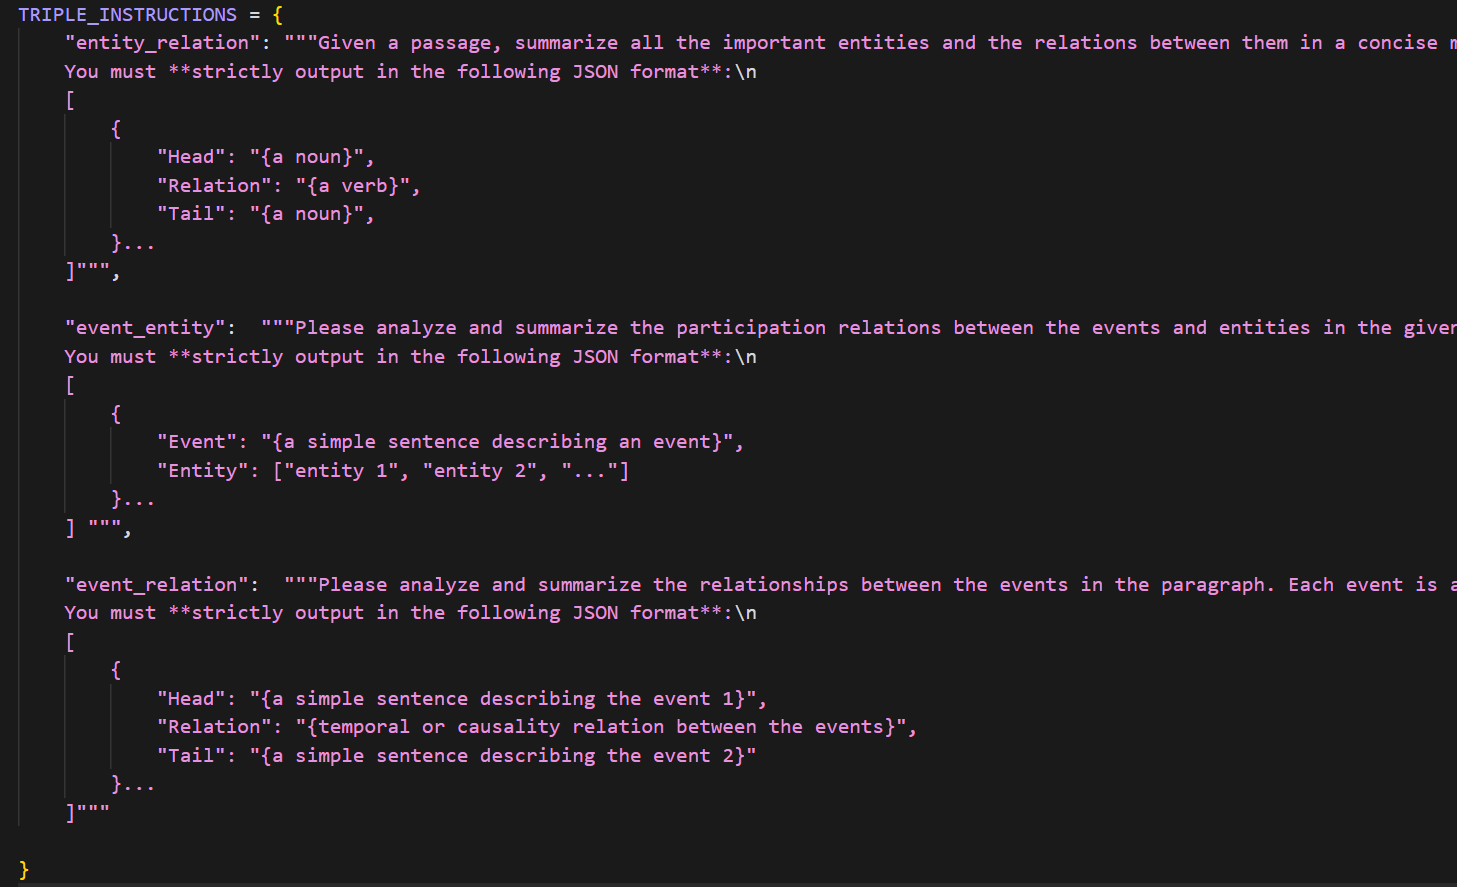 TRIPLE_INSTRUCTIONS = {
    "entity_relation": """Given a passage, summarize all the important entities and the relations between them in a concise
You must **strictly output in the following JSON format**:\n
[
    {
        "Head": "{a noun}",
        "Relation": "{a verb}",
        "Tail": "{a noun}",
    }...
]""",
    "event_entity":  """Please analyze and summarize the participation relations between the events and entities in the given
You must **strictly output in the following JSON format**:\n
[
    {
        "Event": "{a simple sentence describing an event}",
        "Entity": ["entity 1", "entity 2", "..."]
    }...
] """,
    "event_relation":  """Please analyze and summarize the relationships between the events in the paragraph. Each event is a
You must **strictly output in the following JSON format**:\n
[
    {
        "Head": "{a simple sentence describing the event 1}",
        "Relation": "{temporal or causality relation between the events}",
        "Tail": "{a simple sentence describing the event 2}"
    }...
]"""
}